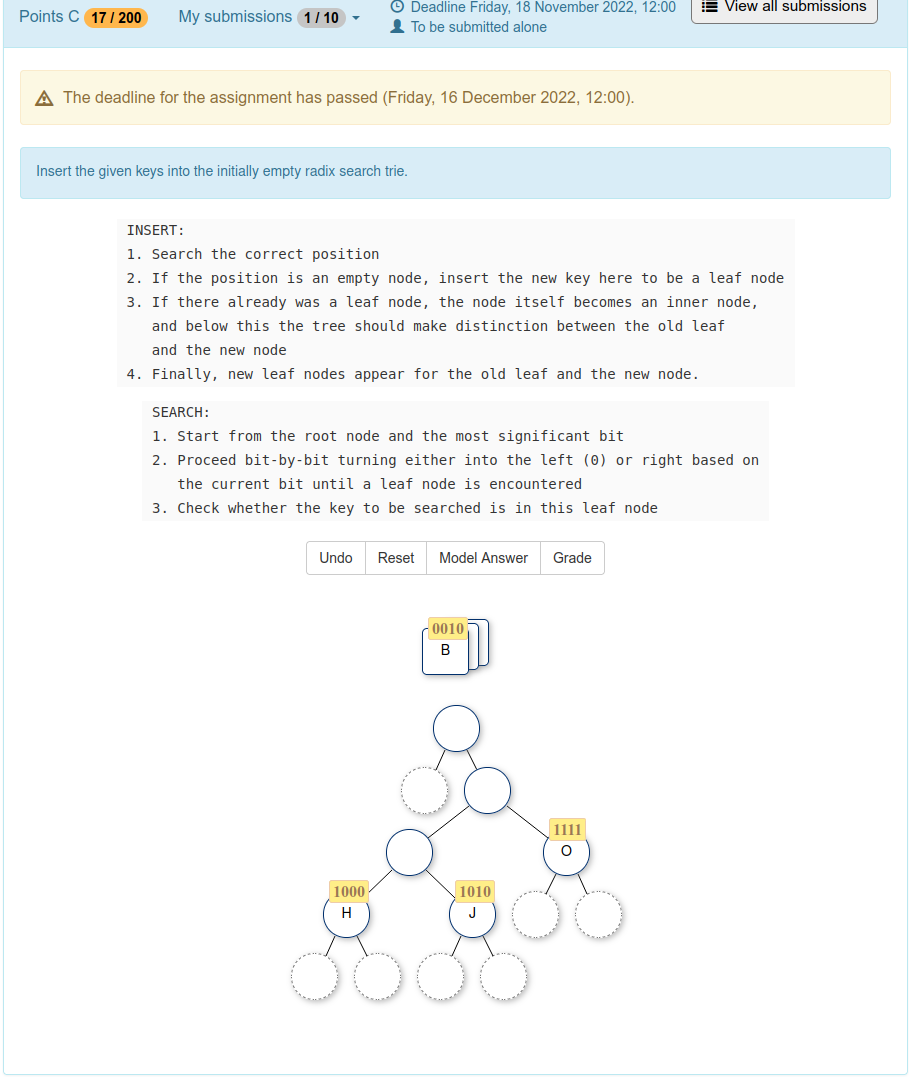 Points C 17 / 200 My submissions 1 / 10 Deadline Friday, 18 November 2022, 12:00 View all submissions
To be submitted alone
The deadline for the assignment has passed (Friday, 16 December 2022, 12:00).
Insert the given keys into the initially empty radix search trie.
INSERT:
1. Search the correct position
2. If the position is an empty node, insert the new key here to be a leaf node
3. If there already was a leaf node, the node itself becomes an inner node,
and below this the tree should make distinction between the old leaf
and the new node
4. Finally, new leaf nodes appear for the old leaf and the new node.
SEARCH:
1. Start from the root node and the most significant bit
2. Proceed bit-by-bit turning either into the left (0) or right based on
the current bit until a leaf node is encountered
3. Check whether the key to be searched is in this leaf node
Undo Reset Model Answer Grade
0010
B
1111
O
1000 1010
H J